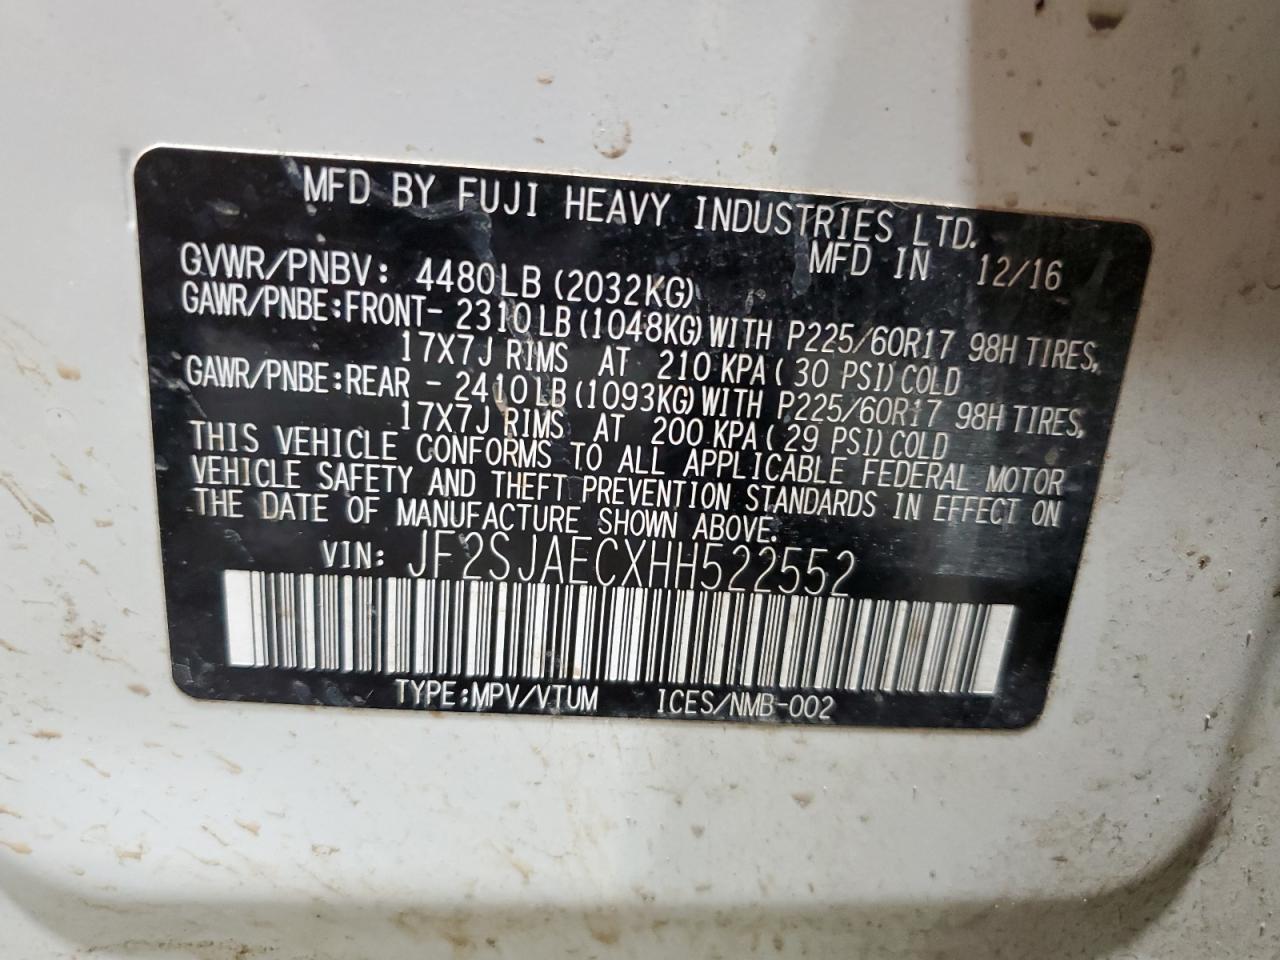 MFD BY FUJI HEAVY INDUSTRIES LTD.
MFD IN 12/16
GVWR/PNBV: 4480LB (2032KG)
GAWR/PNBE:FRONT- 2310LB(1048KG)WITH P225/60R17 98H TIRES,
17X7J RIMS AT 210 KPA( 30 PSI)COLD
GAWR/PNBE:REAR - 2410LB(1093KG)WITH P225/60R17 98H TIRES,
17X7J RIMS AT 200 KPA( 29 PSI)COLD
THIS VEHICLE CONFORMS TO ALL APPLICABLE FEDERAL MOTOR
VEHICLE SAFETY AND THEFT PREVENTION STANDARDS IN EFFECT ON
THE DATE OF MANUFACTURE SHOWN ABOVE.
VIN: JF2SJAECXHH522552
TYPE:MPV/VTUM ICES/NMB-002